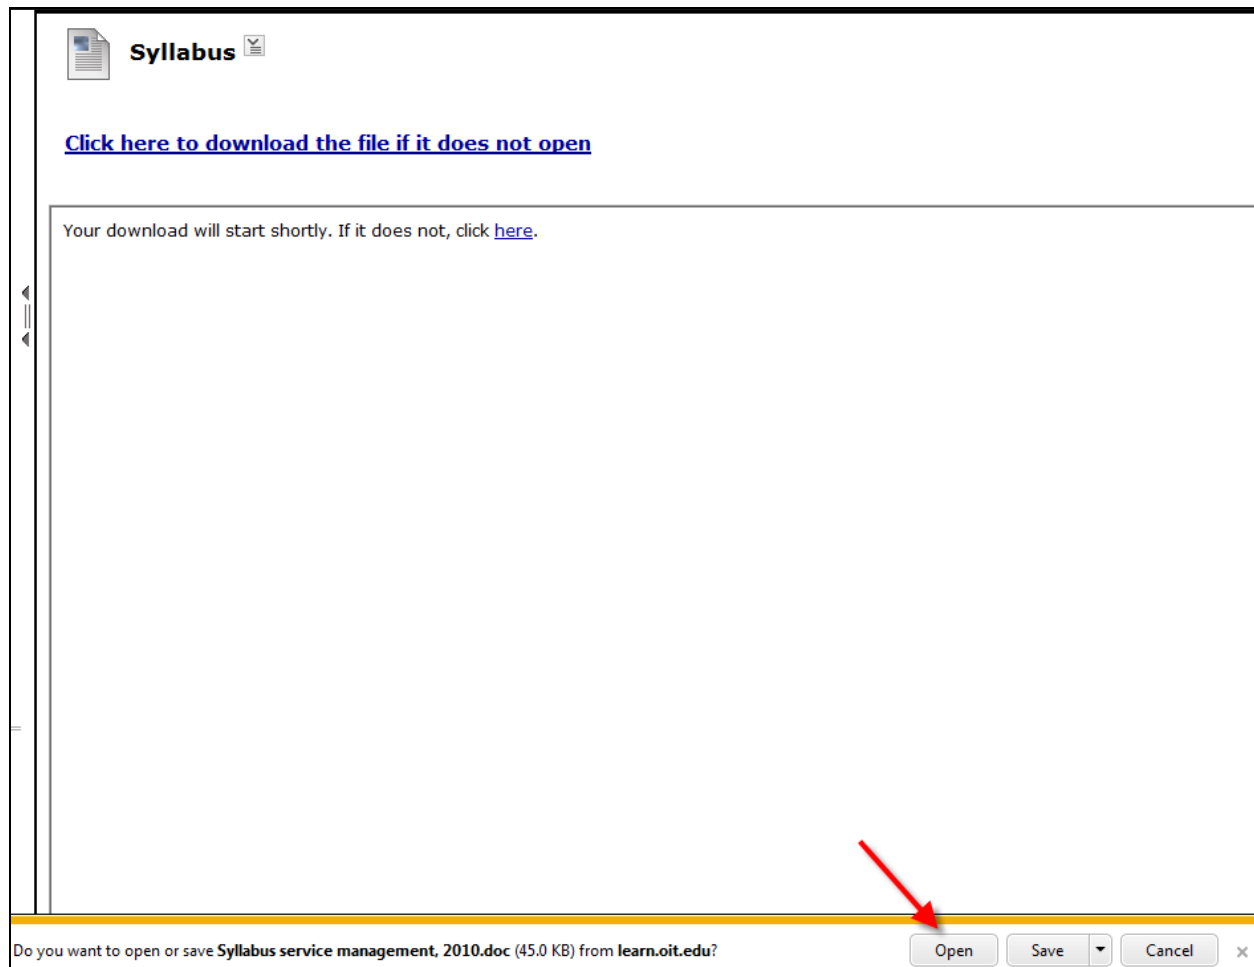 Syllabus
Click here to download the file if it does not open
Your download will start shortly. If it does not, click here.
Do you want to open or save Syllabus service management, 2010.doc (45.0 KB) from learn.oit.edu?
Open Save Cancel x